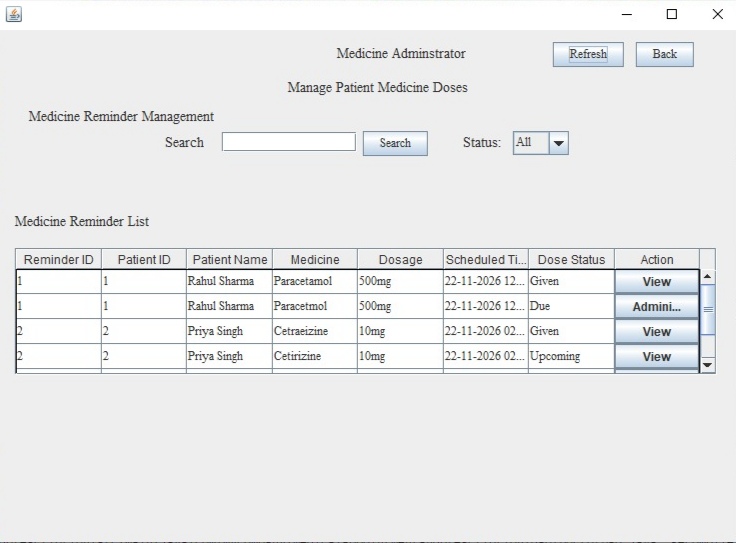 Medicine Adminstrator
Refresh
Back
Manage Patient Medicine Doses
Medicine Reminder Management
Search
Search
Status:
All
Medicine Reminder List
Reminder ID Patient ID Patient Name Medicine Dosage Scheduled Ti... Dose Status Action
1 1 Rahul Sharma Paracetamol 500mg 22-11-2026 12... Given View
1 1 Rahul Sharma Paracetmol 500mg 22-11-2026 12... Due Admini...
2 2 Priya Singh Cetraeizine 10mg 22-11-2026 02... Given View
2 2 Priya Singh Cetirizine 10mg 22-11-2026 02... Upcoming View